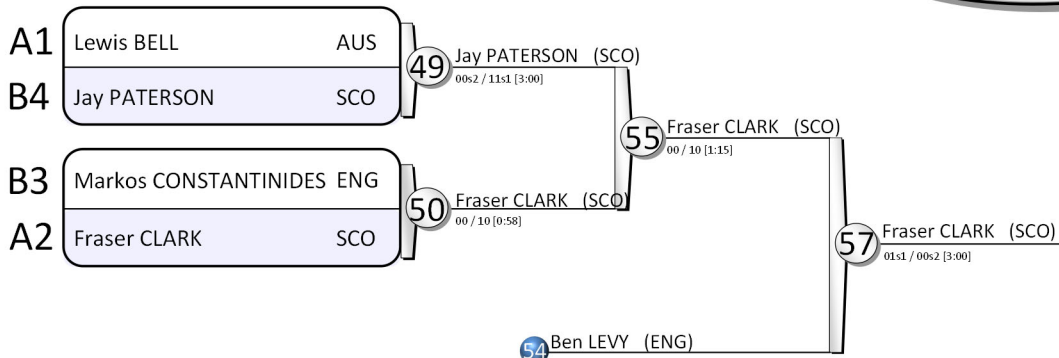 A1 Lewis BELL AUS
B4 Jay PATERSON SCO
49 Jay PATERSON (SCO)
00s2 / 11s1 [3:00]
55 Fraser CLARK (SCO)
00 / 10 [1:15]
B3 Markos CONSTANTINIDES ENG
A2 Fraser CLARK SCO
50 Fraser CLARK (SCO)
00 / 10 [0:58]
57 Fraser CLARK (SCO)
01s1 / 00s2 [3:00]
54 Ben LEVY (ENG)